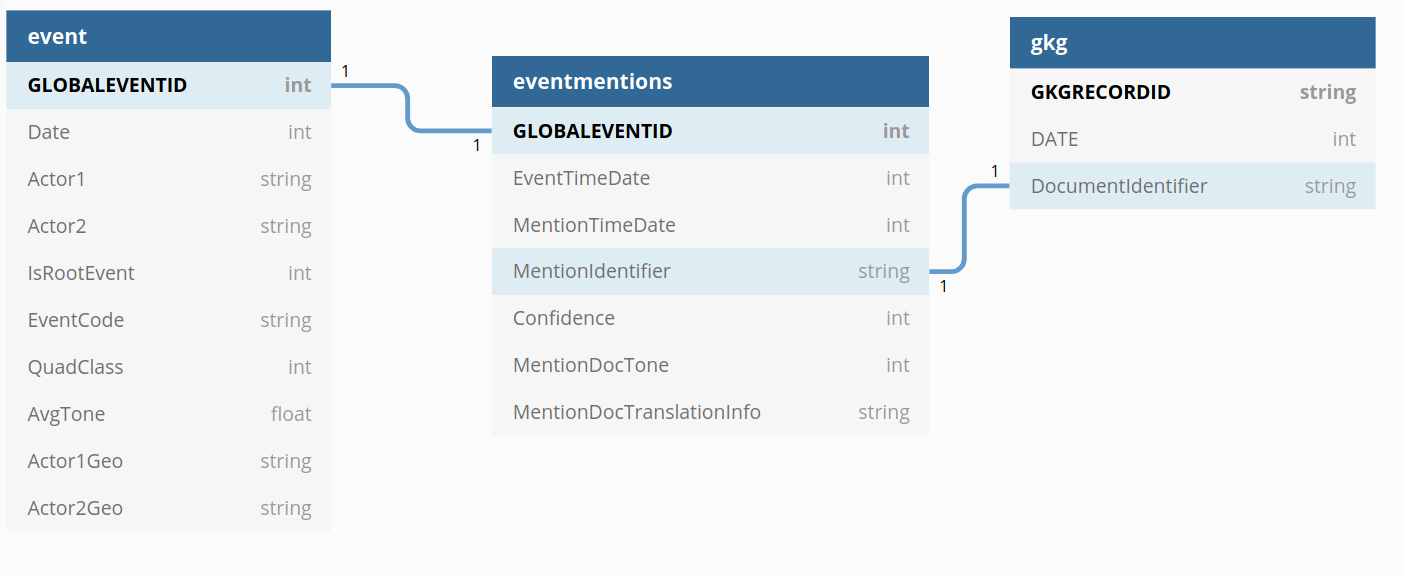 event
GLOBALEVENTID int
Date int
Actor1 string
Actor2 string
IsRootEvent int
EventCode string
QuadClass int
AvgTone float
Actor1Geo string
Actor2Geo string
1
1
eventmentions
GLOBALEVENTID int
EventTimeDate int
MentionTimeDate int
MentionIdentifier string
Confidence int
MentionDocTone int
MentionDocTranslationInfo string
1
1
gkg
GKGRECORDID string
DATE int
DocumentIdentifier string